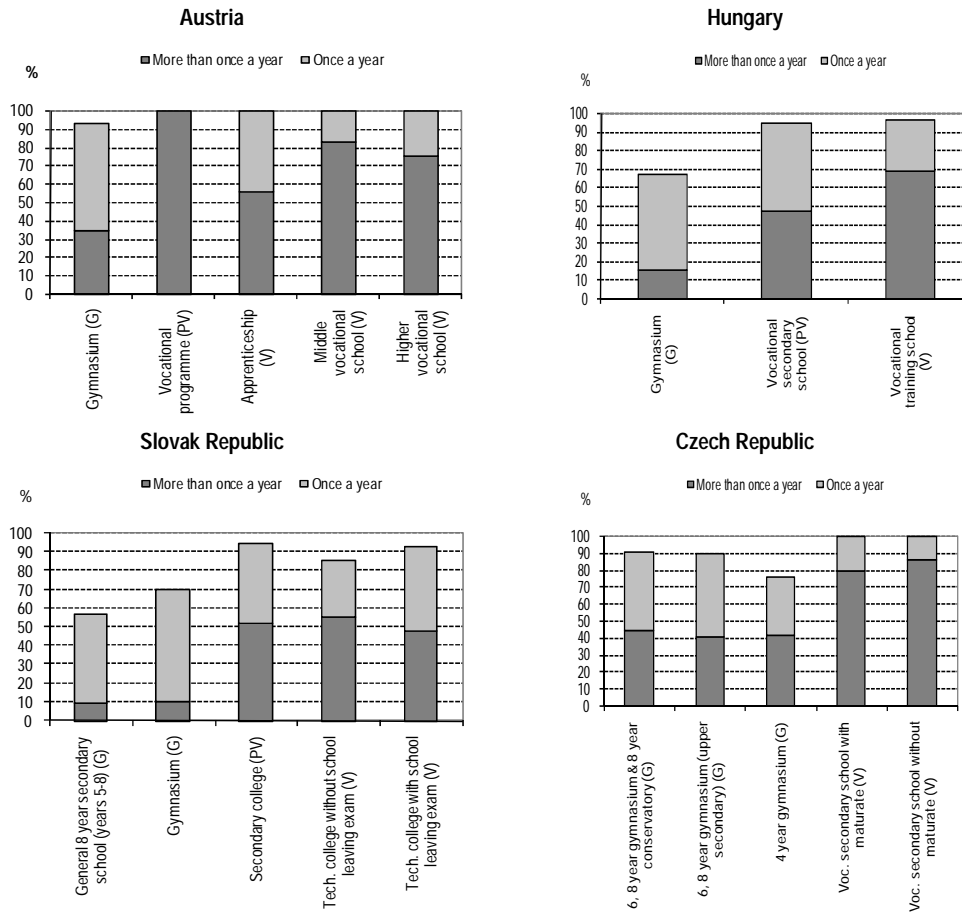 Austria
More than once a year Once a year
%
100
90
80
70
60
50
40
30
20
10
0
Gymnasium (G)
Vocational
programme (PV)
Apprenticeship
(V)
Middle
vocational
school (V)
Higher
vocational
school (V)
Hungary
More than once a year Once a year
%
100
90
80
70
60
50
40
30
20
10
0
Gymnasium
(G)
Vocational
secondary
school (PV)
Vocational
training school
(V)
Slovak Republic
More than once a year Once a year
%
100
90
80
70
60
50
40
30
20
10
0
General 8 year secondary
school (years 5-8) (G)
Gymnasium (G)
Secondary college (PV)
Tech. college without school
leaving exam (V)
Tech. college with school
leaving exam (V)
Czech Republic
More than once a year Once a year
%
100
90
80
70
60
50
40
30
20
10
0
6, 8 year gymnasium & 8 year
conservatory (G)
6, 8 year gymnasium (upper
secondary) (G)
4 year gymnasium (G)
Voc. secondary school with
maturate (V)
Voc. secondary school without
maturate (V)